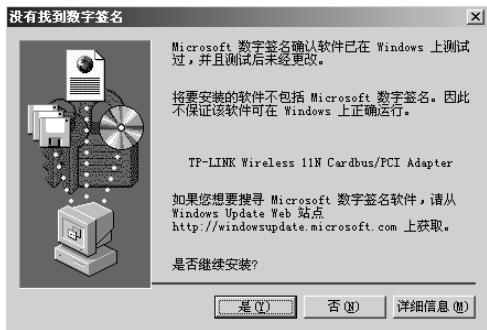 没有找到数字签名
Microsoft 数字签名确认软件已在 Windows 上测试
过，并且测试后未经更改。
将要安装的软件不包括 Microsoft 数字签名。因此
不保证该软件可在 Windows 上正确运行。
TP-LINK Wireless 11N Cardbus/PCI Adapter
如果您想要搜寻 Microsoft 数字签名软件，请从
Windows Update Web 站点
http://windowsupdate.microsoft.com 上获取。
是否继续安装?
是(Y) 否(N) 详细信息(M)